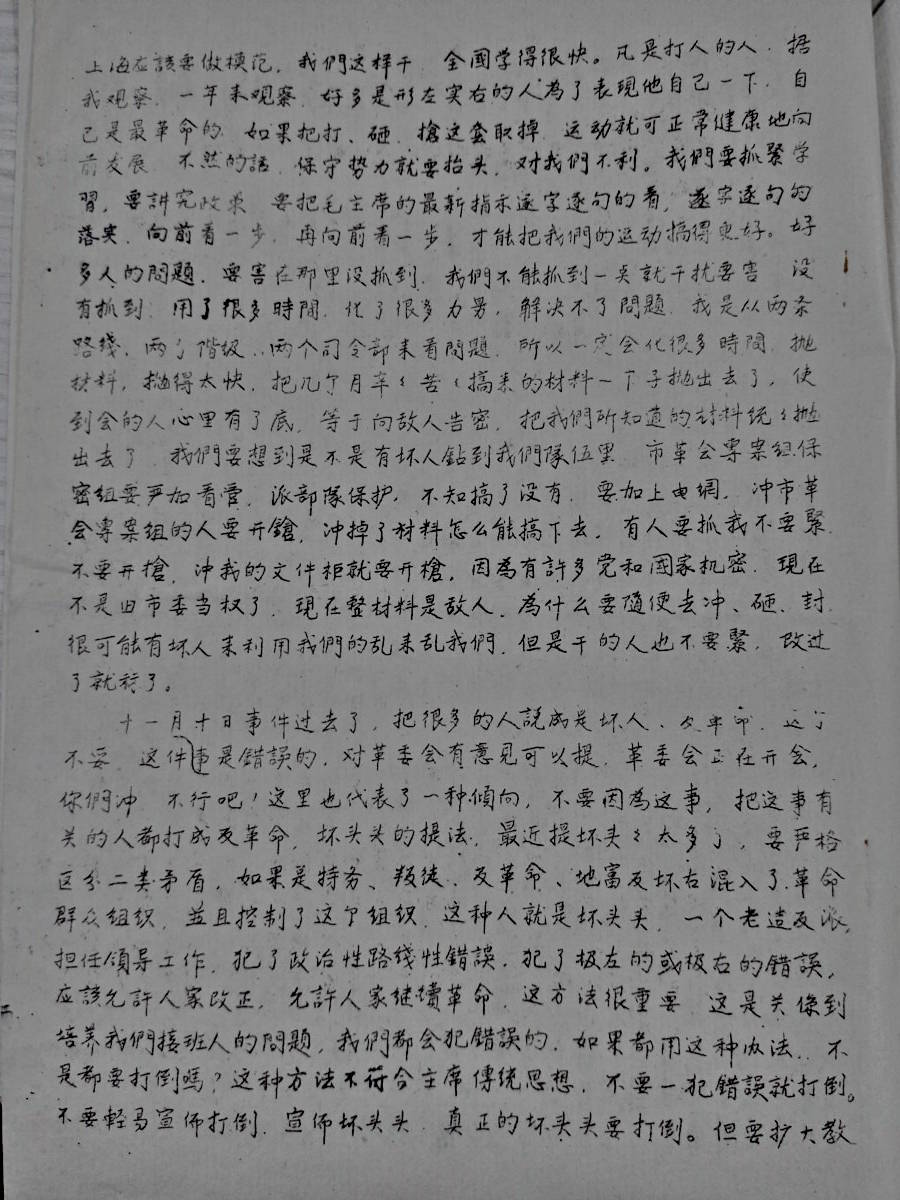 上海应該要做模范，我們这样干，全國学得很快。凡是打人的人，据
我观察，一年来观察，好多是形左实右的人為了表現他自己一下，自
己是最革命的，如果把打、砸、搶这套取掉，运动就可正常健康地向
前发展，不然的話，保守势力就要抬头，对我們不利。我們要抓緊学
習，要讲究政策，要把毛主席的最新指示逐字逐句的看，逐字逐句的
落实，向前看一步，再向前看一步，才能把我們的运动搞得更好。好
多人的問題，要害在那里没抓到，我們不能抓到一点就干扰要害，没
有抓到，用了很多時間，化了很多力量，解决不了問題，我是从两条
路线，两个階級，两个司令部来看問題，所以一定会化很多時間，抛
材料，抛得太快，把几个月辛〻苦〻搞来的材料一下子抛出去了，使
到会的人心里有了底，等于向敌人告密，把我們所知道的材料统〻抛
出去了，我們要想到是不是有坏人鉆到我們隊伍里，市革会專案組保
密組要严加看管，派部隊保护，不知搞了没有，要加上电網，冲市革
会專案組的人要开鎗，冲掉了材料怎么能搞下去，有人要抓我不要緊，
不要开槍，冲我的文件柜就要开槍，因為有許多党和國家机密，現在
不是旧市委当权了，現在整材料是敌人，為什么要隨便去冲、砸、封，
很可能有坏人来利用我們的乱来乱我們，但是干的人也不要緊，改过
了就行了。
十一月十日事件过去了，把很多的人説成是坏人、反革命，这个
不妥，这件事是錯誤的，对革委会有意見可以提，革委会正在开会，
你們冲，不行吧！这里也代表了一种傾向，不要因為这事，把这事有
关的人都打成反革命，坏头头的提法，最近提坏头〻太多了，要严格
区分二类矛盾，如果是特务、叛徒、反革命、地富反坏右混入了革命
群众組织，並且控制了这个組织，这种人就是坏头头，一个老造反派，
担任領导工作，犯了政治性路綫性錯誤，犯了极左的或极右的錯誤，
应該允許人家改正，允許人家继續革命，这方法很重要，这是关係到
培养我們接班人的問題，我們都会犯錯誤的，如果都用这种办法，不
是都要打倒嗎？这种方法不符合主席傳統思想，不要一犯錯誤就打倒。
不要輕易宣佈打倒，宣佈坏头头，真正的坏头头要打倒。但要扩大教